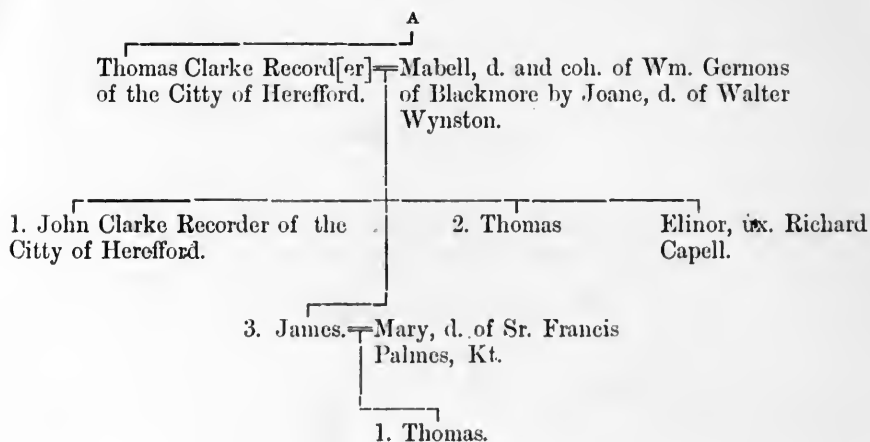 A
Thomas Clarke Record[er]
of the Citty of Herefford.
Mabell, d. and coh. of Wm. Gernons
of Blackmore by Joane, d. of Walter
Wynston.
1. John Clarke Recorder of the
Citty of Herefford.
2. Thomas
Elinor, ux. Richard
Capell.
3. James.
Mary, d. of Sr. Francis
Palmes, Kt.
1. Thomas.